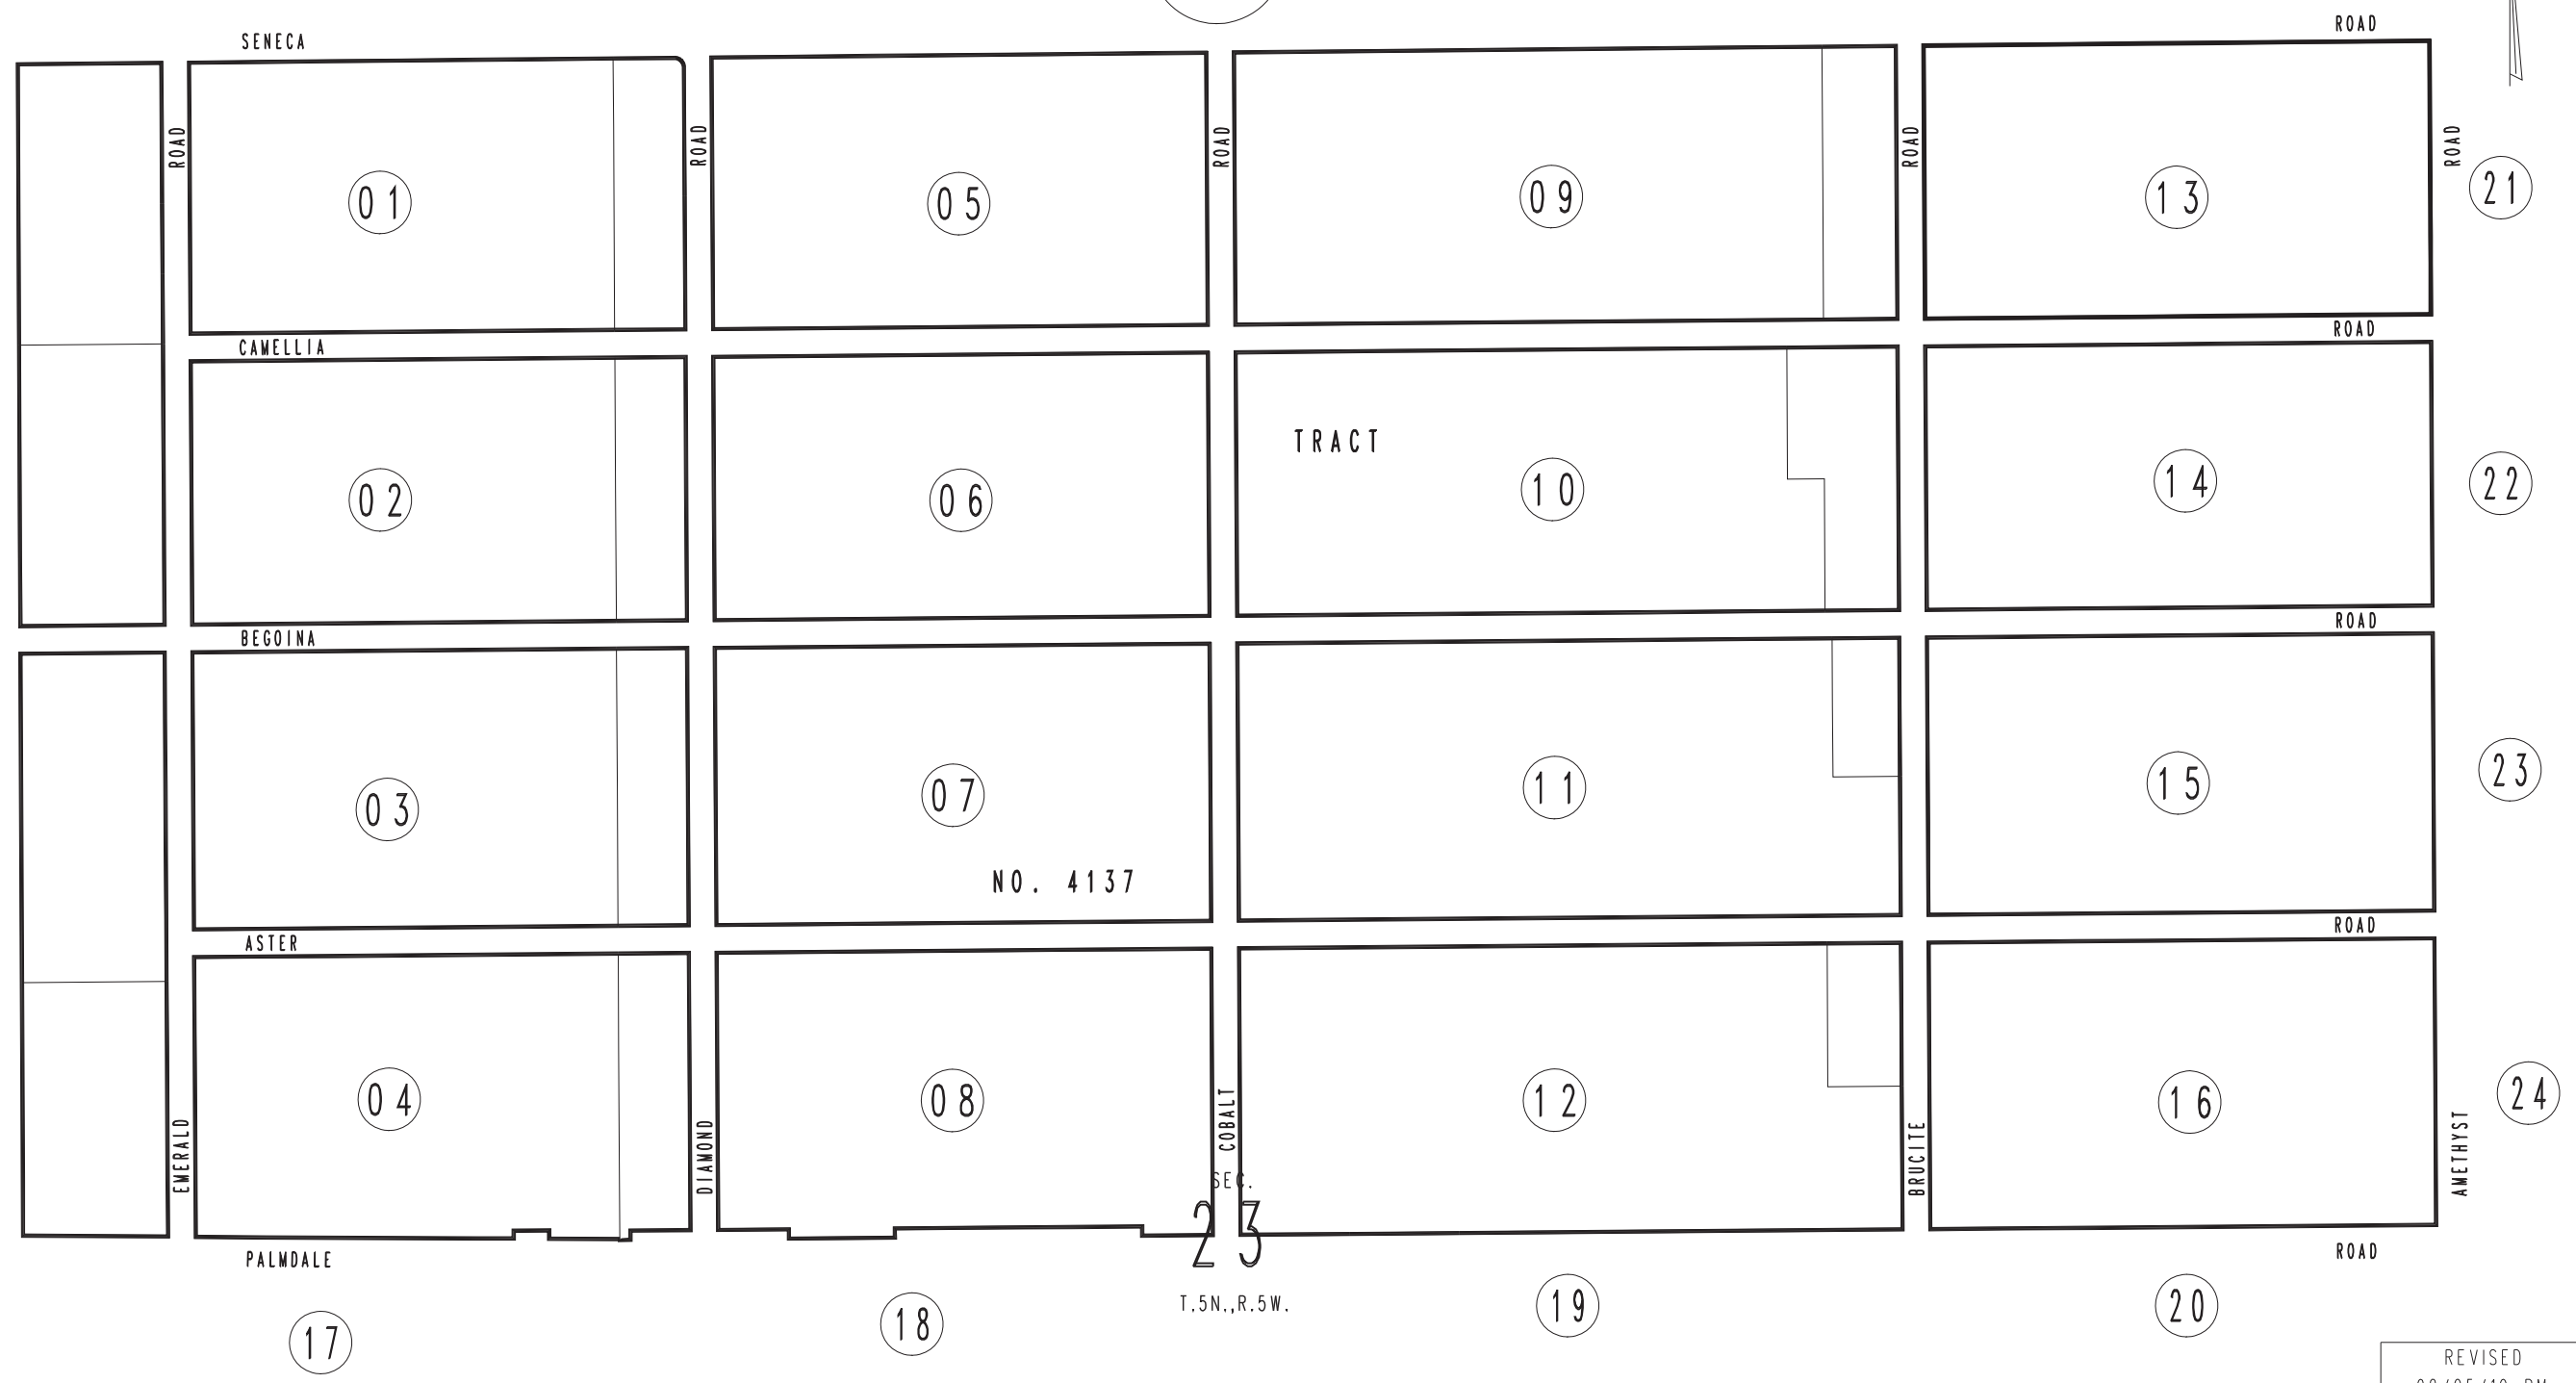 SENECA ROAD
ROAD ROAD ROAD ROAD ROAD
01 05 09 13 21
CAMELLIA ROAD
TRACT
02 06 10 14 22
BEGOINA ROAD
03 07 11 15 23
NO. 4137
ASTER ROAD
04 08 12 16 24
EMERALD DIAMOND COBALT BRUCITE AMETHYST
SEC.
23
PALMDALE ROAD
T.5N.,R.5W.
17 18 19 20
REVISED